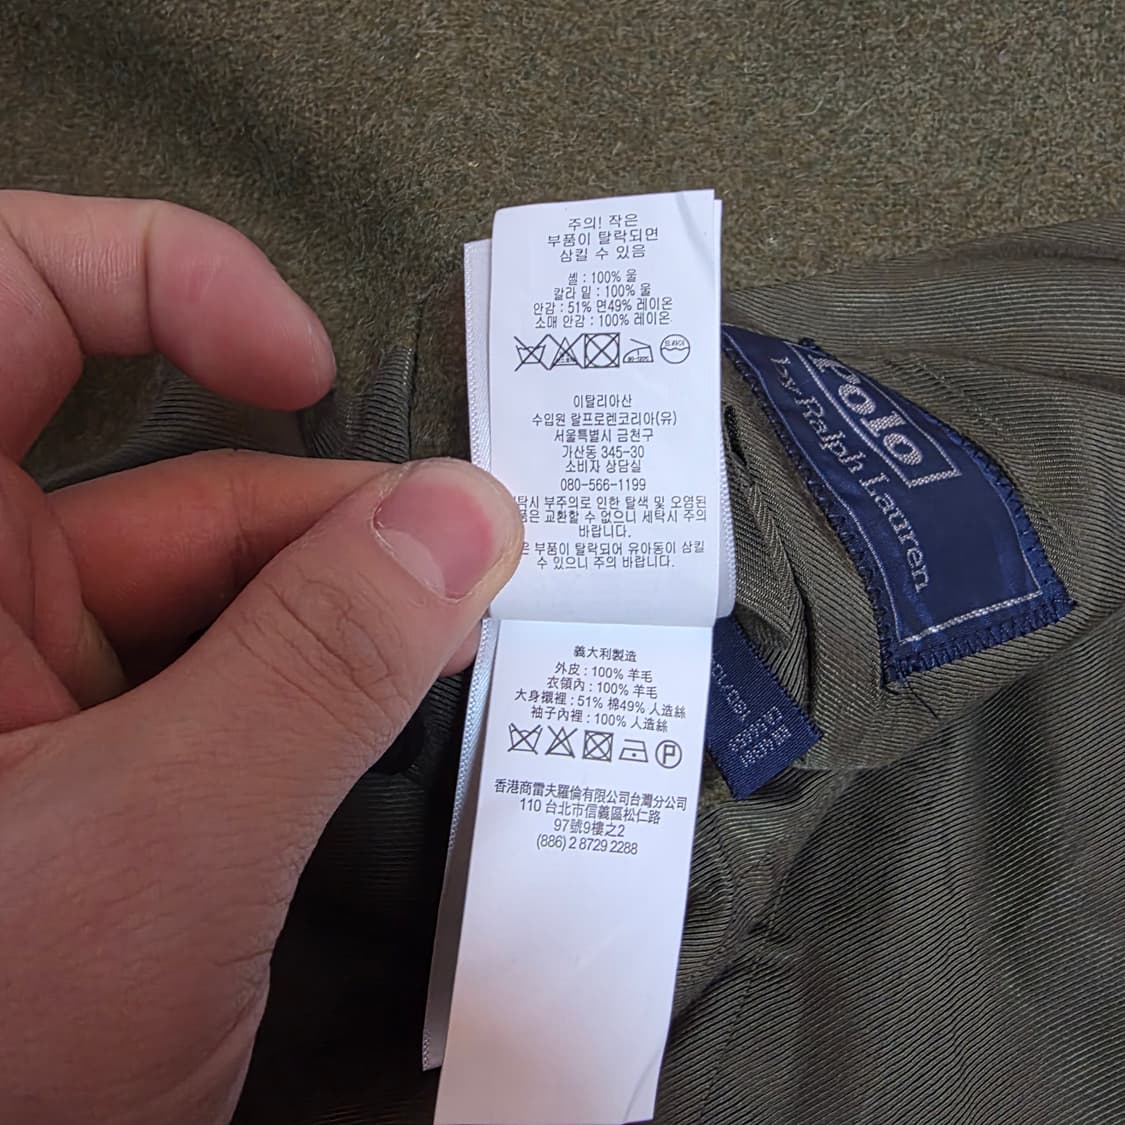 주의! 작은
부품이 탈락되면
삼킬 수 있음
셸 : 100% 울
칼라 밑 : 100% 울
안감 : 51% 면49% 레이온
소매 안감 : 100% 레이온
이탈리아산
수입원 랄프로렌코리아(유)
서울특별시 금천구
가산동 345-30
소비자 상담실
080-566-1199
탁시 부주의로 인한 탈색 및 오염된
품은 교환할 수 없으니 세탁시 주의
바랍니다.
은 부품이 탈락되어 유아동이 삼킬
수 있으니 주의 바랍니다.
義大利製造
外皮 : 100% 羊毛
衣領內 : 100% 羊毛
大身襯裡 : 51% 棉49% 人造絲
袖子內裡 : 100% 人造絲
P
香港商雷夫羅倫有限公司台灣分公司
110 台北市信義區松仁路
97號9樓之2
(886) 2 8729 2288
Polo
by Ralph Lauren